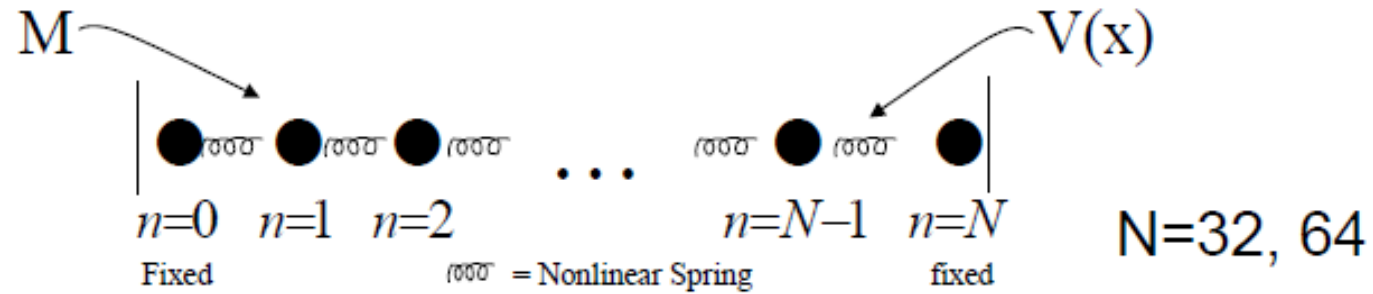 M V(x)
...
n=0 n=1 n=2 n=N–1 n=N
N=32, 64
Fixed = Nonlinear Spring fixed